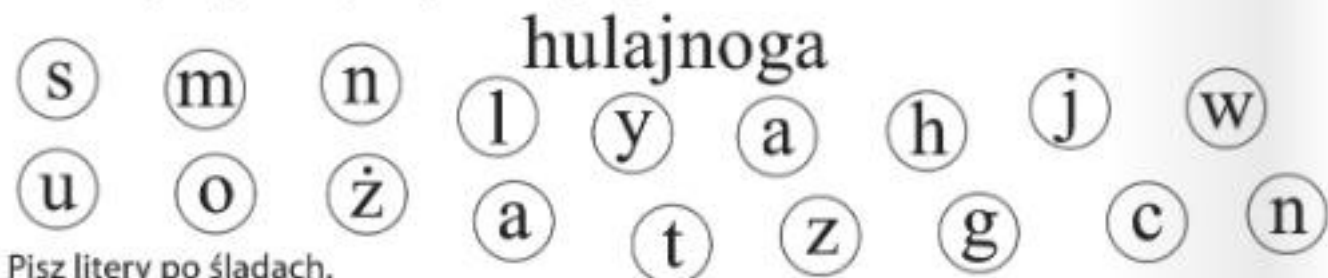 hulajnoga
s m n l y a h j w
u o ż a t z g c n
Pisz litery po śladach.